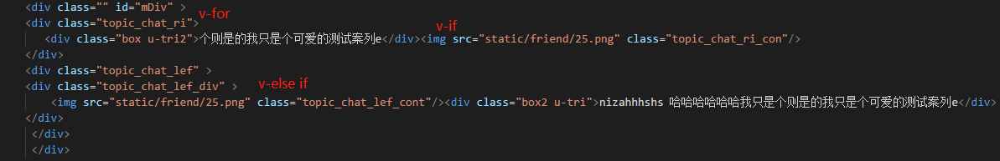 <div class="" id="mDiv" >
v-for
<div class="topic_chat_ri">
v-if
<div class="box u-tri2">个则是的我只是个可爱的测试案列e</div><img src="static/friend/25.png" class="topic_chat_ri_con"/>
</div>
<div class="topic_chat_lef" >
<div class="topic_chat_lef_div" >
v-else if
<img src="static/friend/25.png" class="topic_chat_lef_cont"/><div class="box2 u-tri">nizahhhshs 哈哈哈哈哈哈我只是个则是的我只是个可爱的测试案列e</div>
</div>
</div>
</div>